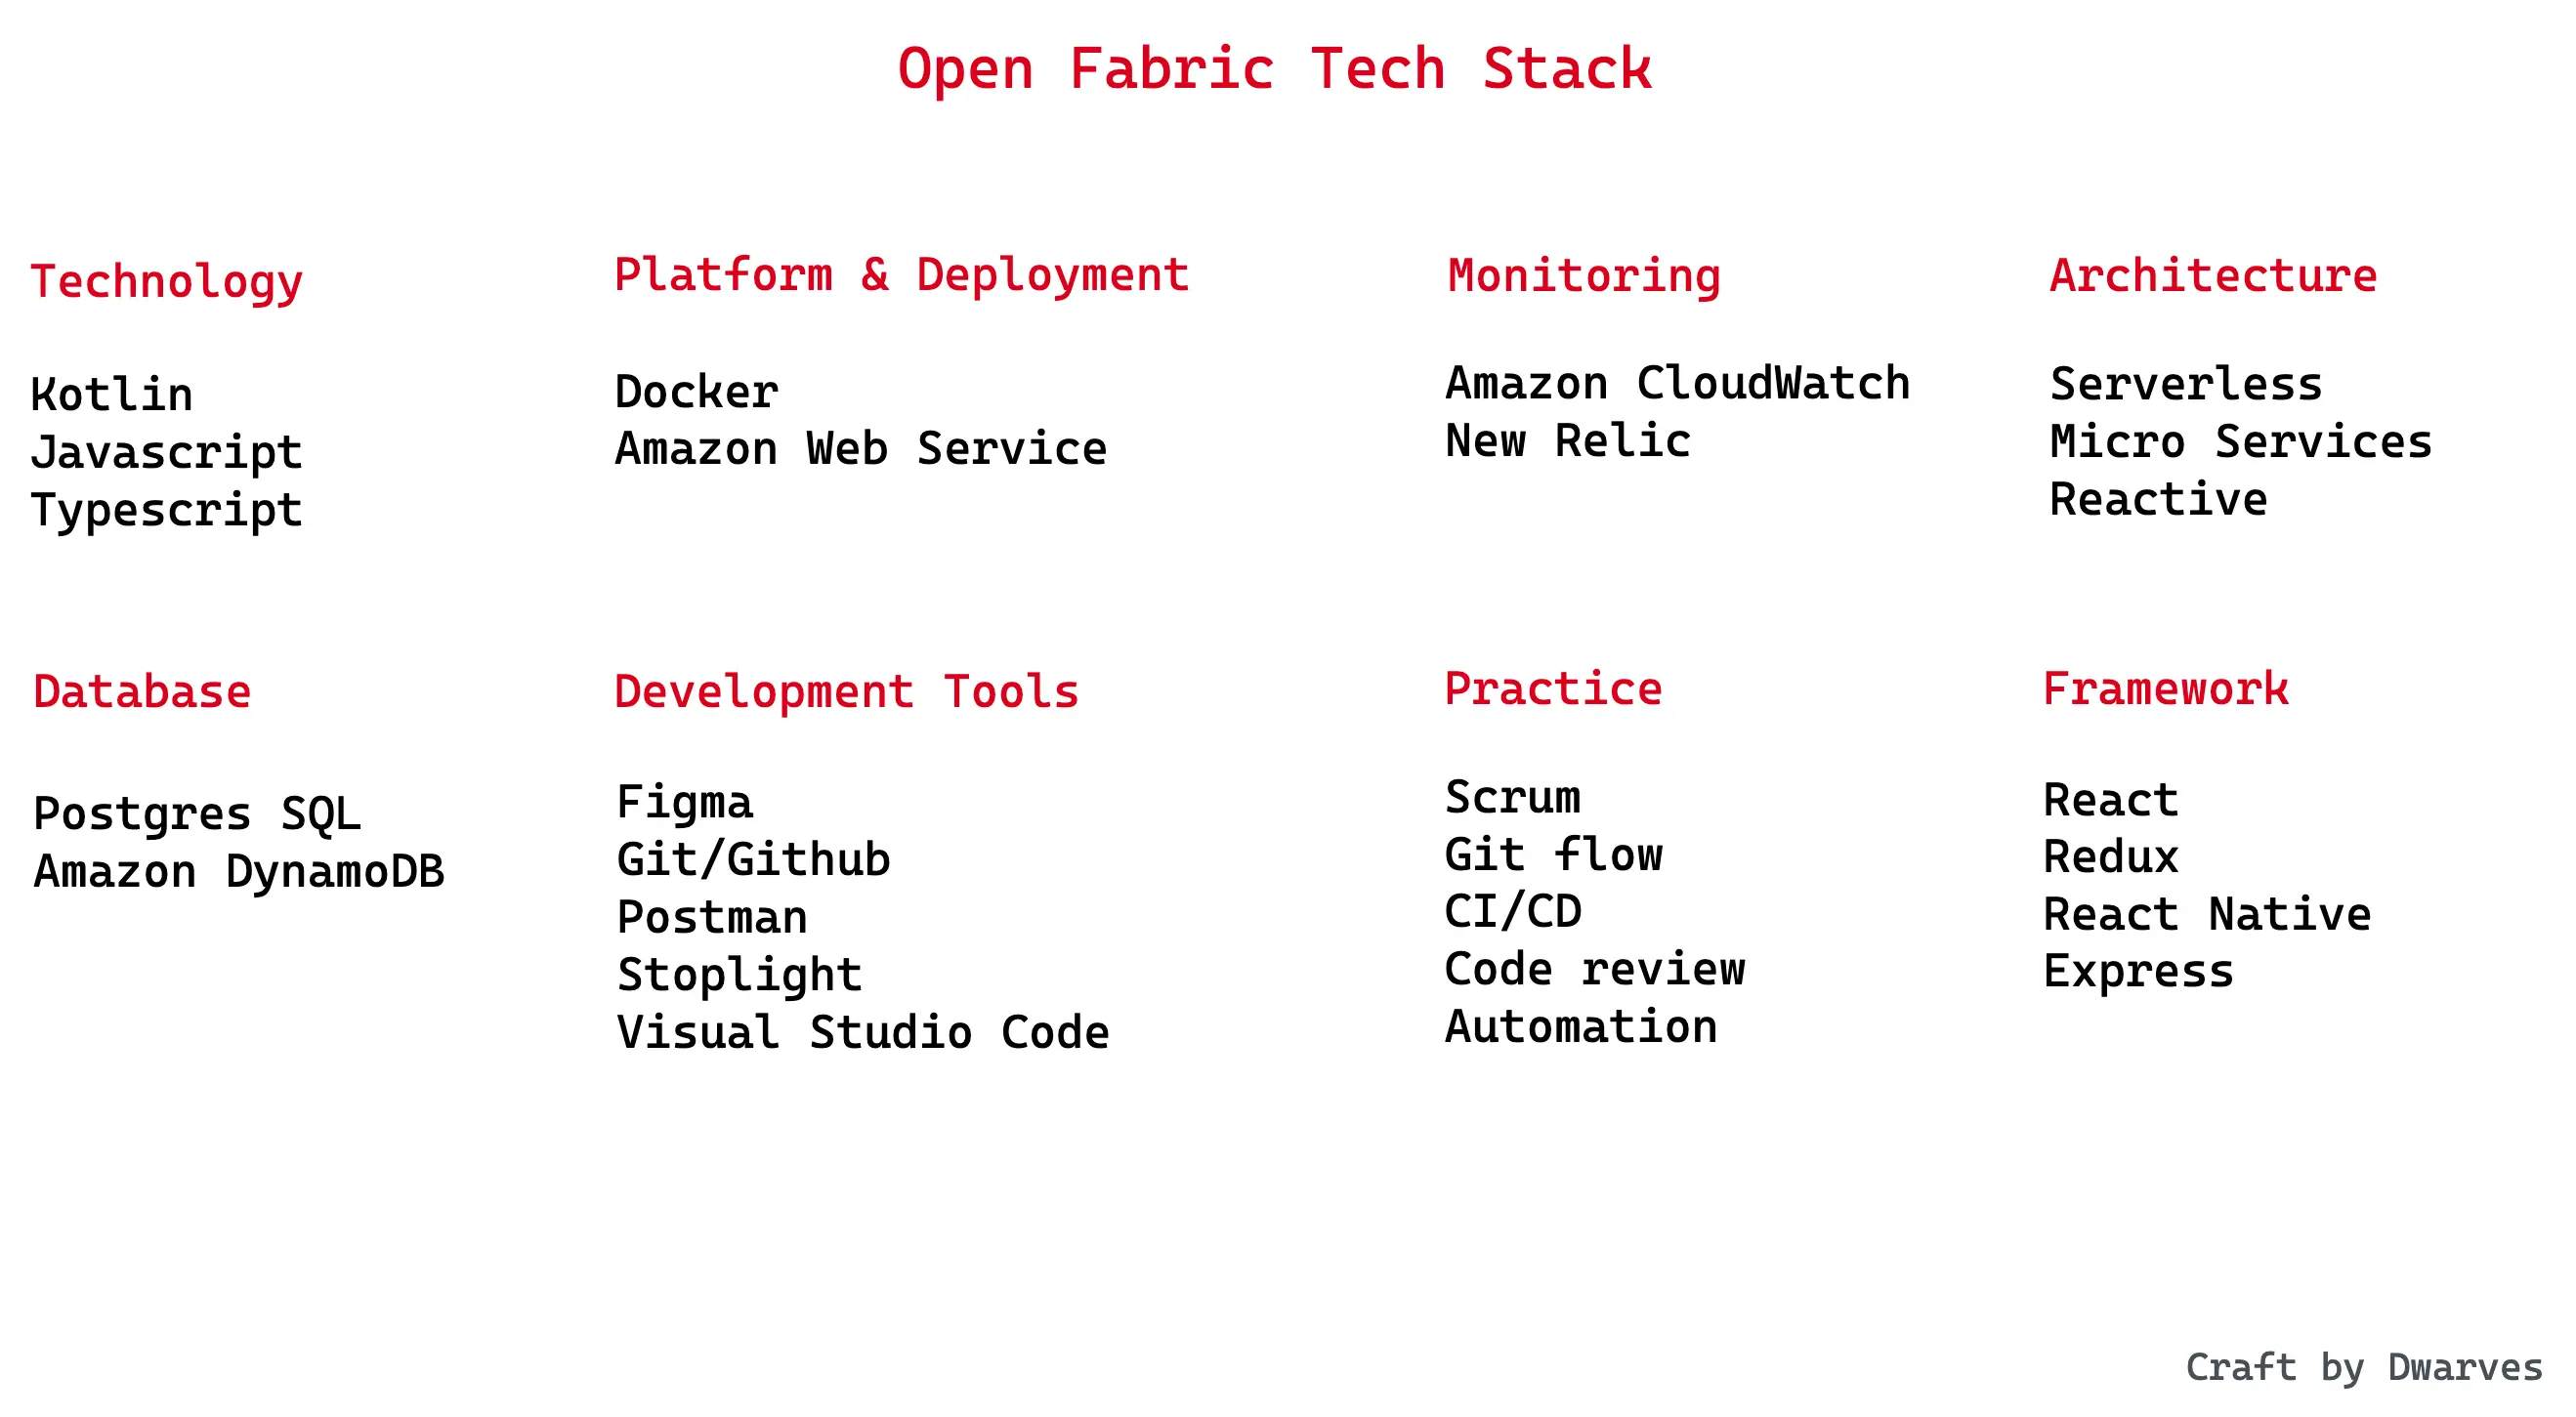 Open Fabric Tech Stack
Technology
Kotlin
Javascript
Typescript
Platform & Deployment
Docker
Amazon Web Service
Monitoring
Amazon CloudWatch
New Relic
Architecture
Serverless
Micro Services
Reactive
Database
Postgres SQL
Amazon DynamoDB
Development Tools
Figma
Git/Github
Postman
Stoplight
Visual Studio Code
Practice
Scrum
Git flow
CI/CD
Code review
Automation
Framework
React
Redux
React Native
Express
Craft by Dwarves